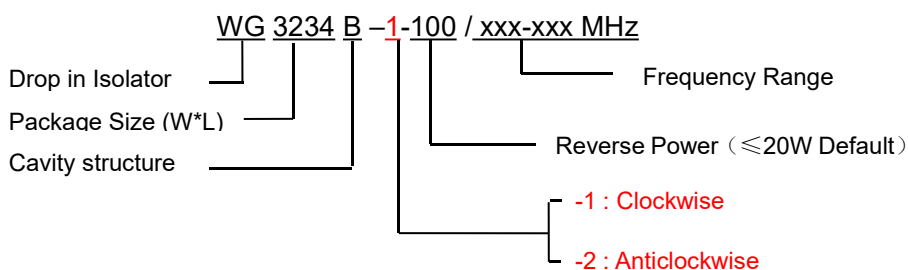 WG 3234 B –1-100 / xxx-xxx MHz
Drop in Isolator
Frequency Range
Package Size (W*L)
Reverse Power（≤20W Default）
Cavity structure
-1 : Clockwise
-2 : Anticlockwise